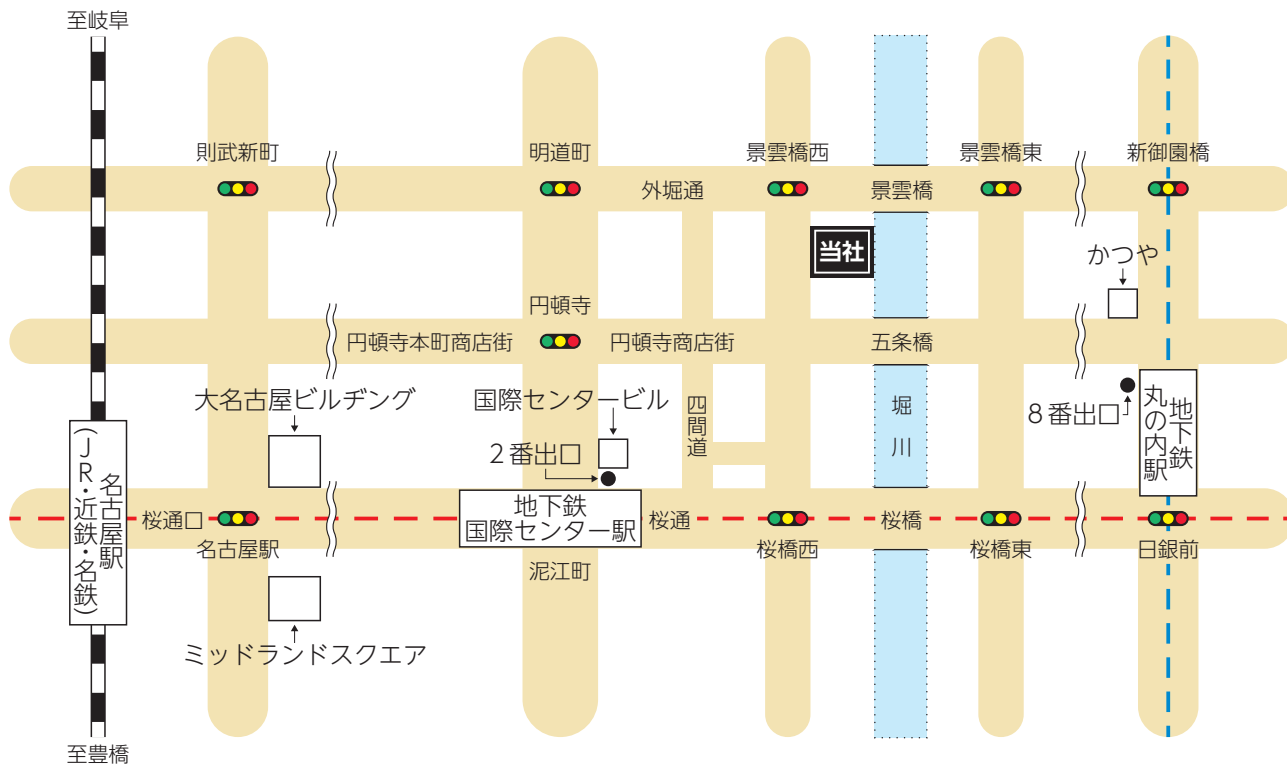 至岐阜
則武新町
明道町
景雲橋西
景雲橋東
新御園橋
外堀通
景雲橋
当社
かつや
円頓寺
円頓寺本町商店街
円頓寺商店街
五条橋
大名古屋ビルヂング
国際センタービル
四間道
堀川
8番出口
地下鉄
丸の内駅
2番出口
名古屋駅
(JR・近鉄・名鉄)
桜通口
地下鉄
国際センター駅
桜通
桜橋
名古屋駅
桜橋西
桜橋東
日銀前
泥江町
ミッドランドスクエア
至豊橋